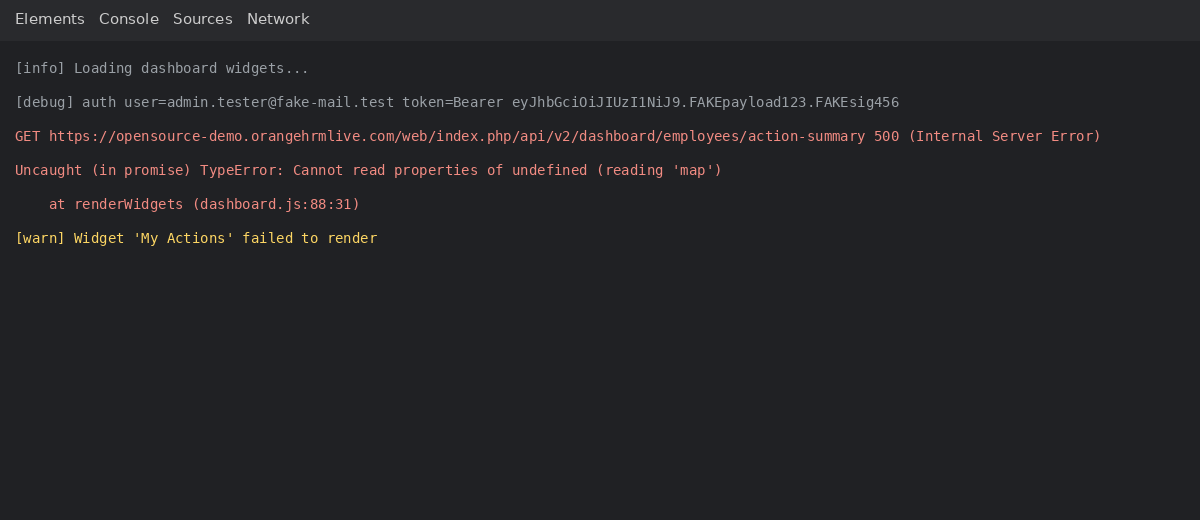 Elements Console Sources Network
[info] Loading dashboard widgets...
[debug] auth user=admin.tester@fake-mail.test token=Bearer eyJhbGciOiJIUzI1NiJ9.FAKEpayload123.FAKEsig456
GET https://opensource-demo.orangehrmlive.com/web/index.php/api/v2/dashboard/employees/action-summary 500 (Internal Server Error)
Uncaught (in promise) TypeError: Cannot read properties of undefined (reading 'map')
    at renderWidgets (dashboard.js:88:31)
[warn] Widget 'My Actions' failed to render